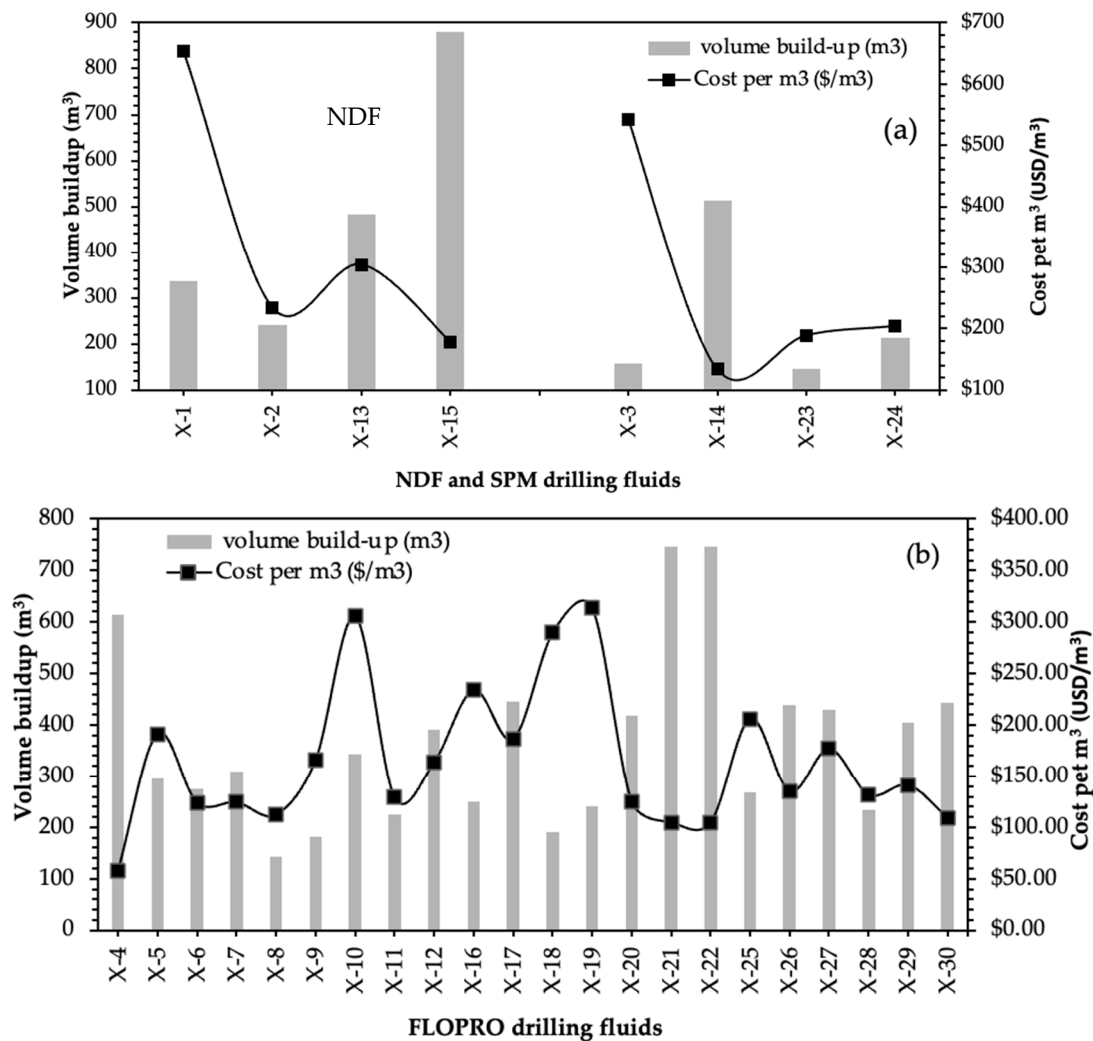 900
800
700
600
500
400
300
200
100
Volume buildup (m³)
$700
$600
$500
$400
$300
$200
$100
Cost pet m³ (USD/m³)
volume build-up (m3)
Cost per m3 ($/m3)
NDF
(a)
X-1
X-2
X-13
X-15
X-3
X-14
X-23
X-24
NDF and SPM drilling fluids
800
700
600
500
400
300
200
100
0
Volume buildup (m³)
$400.00
$350.00
$300.00
$250.00
$200.00
$150.00
$100.00
$50.00
$0.00
Cost pet m³ (USD/m³)
volume build-up (m3)
Cost per m3 ($/m3)
(b)
X-4
X-5
X-6
X-7
X-8
X-9
X-10
X-11
X-12
X-16
X-17
X-18
X-19
X-20
X-21
X-22
X-25
X-26
X-27
X-28
X-29
X-30
FLOPRO drilling fluids